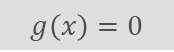 g(x) = 0